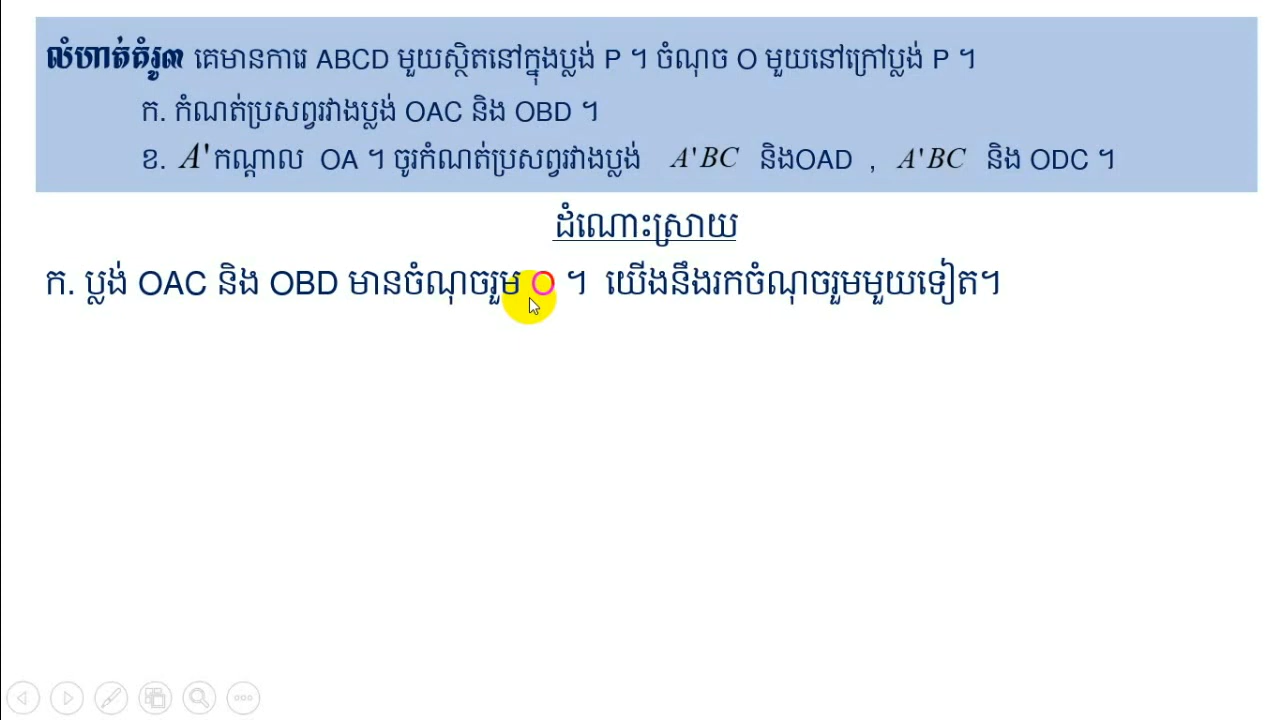 លំហាត់គំរូ៣ គេមានការេ ABCD មួយស្ថិតនៅក្នុងប្លង់ P ។ ចំណុច O មួយនៅក្រៅប្លង់ P ។
ក. កំណត់ប្រសព្វរវាងប្លង់ OAC និង OBD ។
ខ. A' កណ្ដាល OA ។ ចូរកំណត់ប្រសព្វរវាងប្លង់ A'BC និងOAD , A'BC និង ODC ។
ដំណោះស្រាយ
ក. ប្លង់ OAC និង OBD មានចំណុចរួម O ។ យើងនឹងរកចំណុចរួមមួយទៀត។